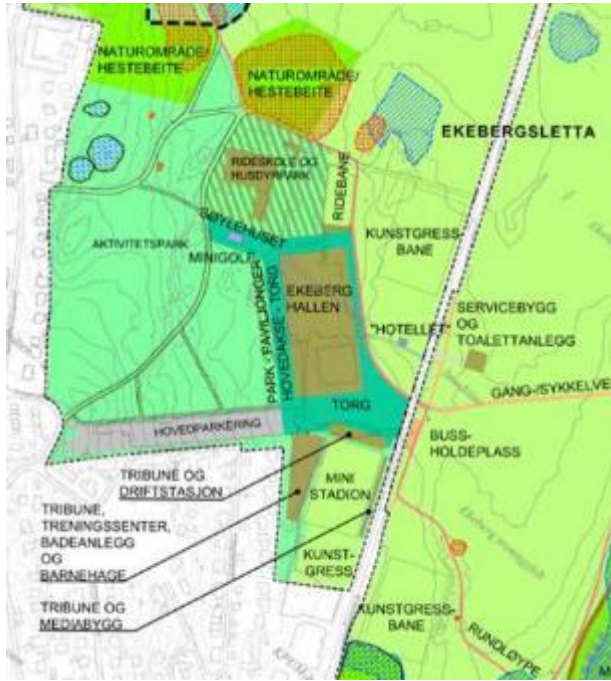 NATUROMRÅDE/
HESTEBEITE
NATUROMRÅDE/
HESTEBEITE
EKEBERGSLETTA
RIDESKOLE OG
HUSDYRPARK
RIDEBANE
SØYLEHUSET
KUNSTGRESS-
BANE
AKTIVITETSPARK
MINIGOLF
PARK - PAVILJONGER
HOVEDAKSE - TORG
EKEBERG
HALLEN
"HOTELLET"
SERVICEBYGG
OG
TOALETTANLEGG
GANG-/SYKKELVE
TORG
HOVEDPARKERING
BUSS-
HOLDEPLASS
TRIBUNE OG
DRIFTSTASJON
MINI
STADION
TRIBUNE,
TRENINGSSENTER,
BADEANLEGG
OG
BARNEHAGE
KUNST-
GRESS
TRIBUNE OG
MEDIABYGG
KUNSTGRESS-
BANE
RUNDLØYPE
M